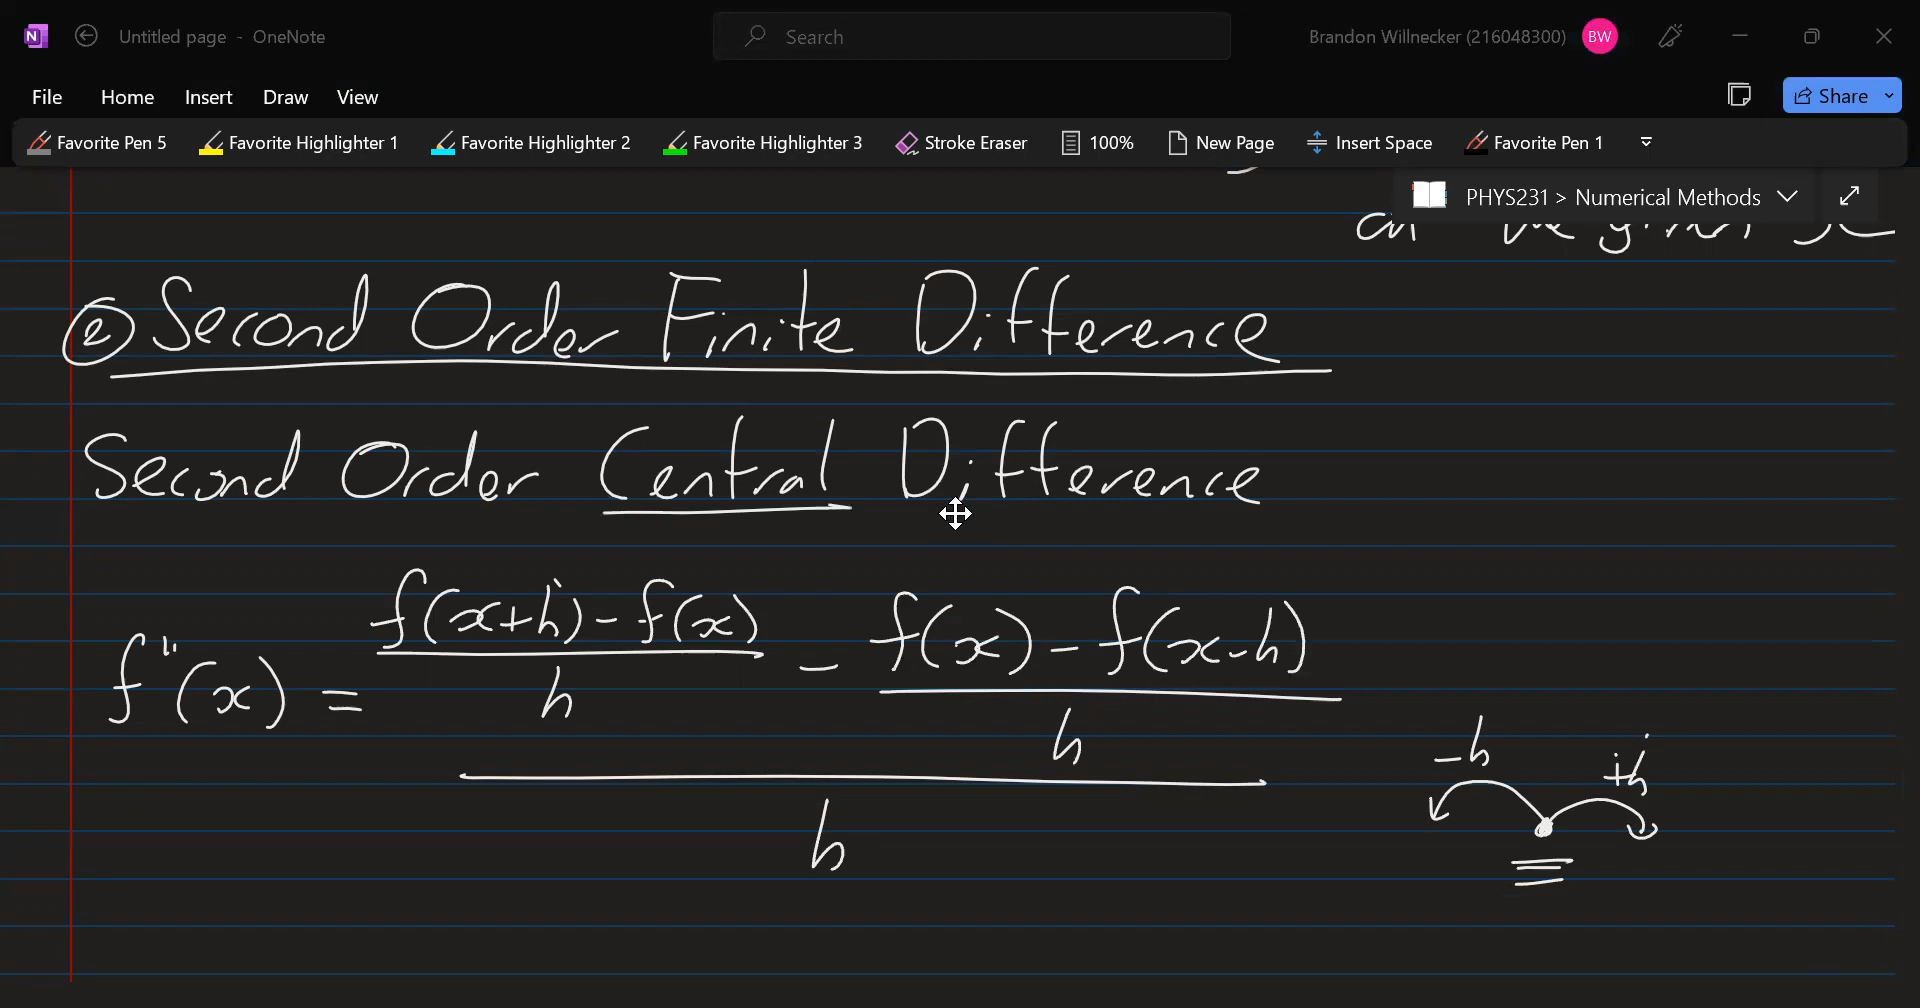 Untitled page - OneNote
Search
Brandon Willnecker (216048300) BW
File Home Insert Draw View
Share
Favorite Pen 5 Favorite Highlighter 1 Favorite Highlighter 2 Favorite Highlighter 3 Stroke Eraser 100% New Page Insert Space Favorite Pen 1
PHYS231 > Numerical Methods
② Second Order Finite Difference
Second Order Central Difference
f(x+h) - f(x) - f(x) - f(x-h)
f''(x) =
h h
h
-h +h